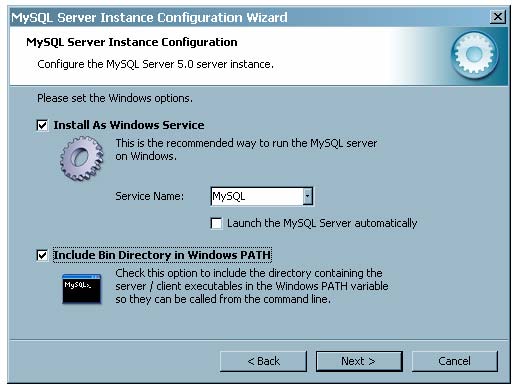 MySQL Server Instance Configuration Wizard
MySQL Server Instance Configuration
Configure the MySQL Server 5.0 server instance.
Please set the Windows options.
Install As Windows Service
This is the recommended way to run the MySQL server
on Windows.
Service Name:
MySQL
Launch the MySQL Server automatically
Include Bin Directory in Windows PATH
MySQL>_
Check this option to include the directory containing the
server / client executables in the Windows PATH variable
so they can be called from the command line.
< Back
Next >
Cancel